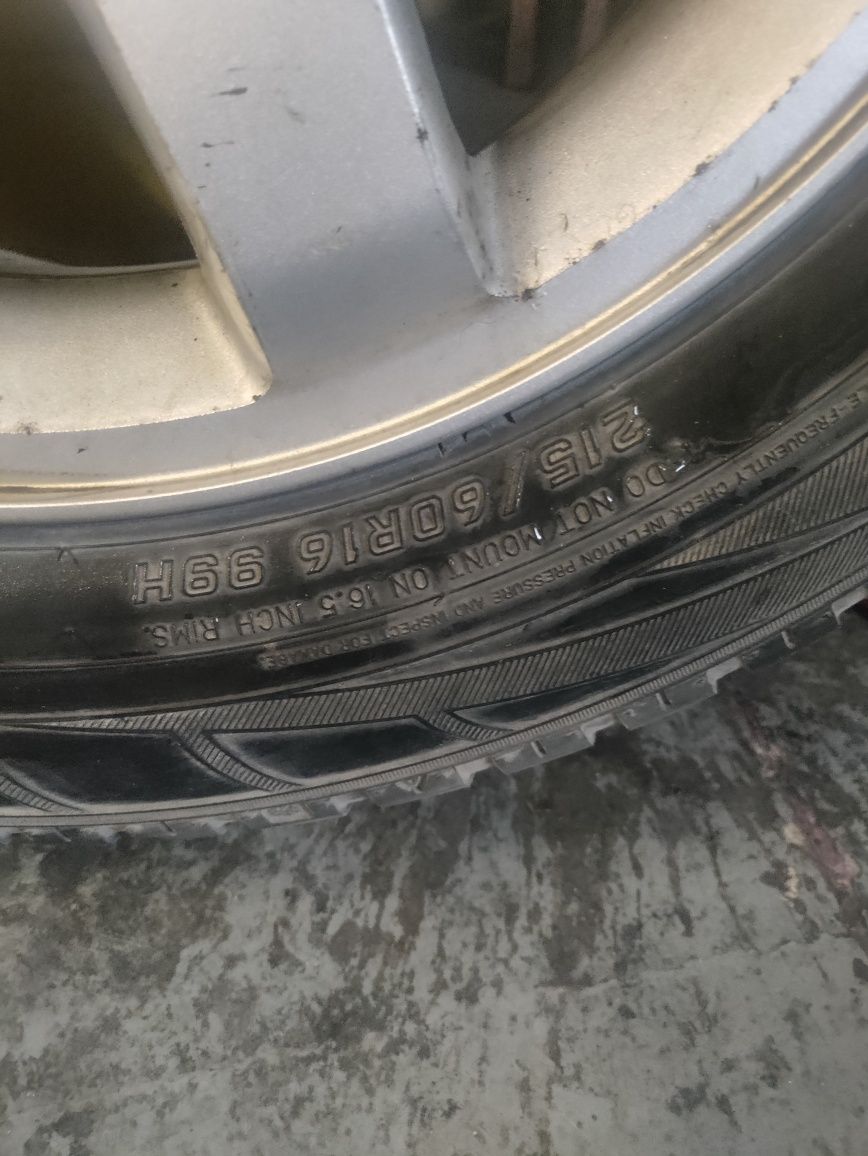 215/60R16 99H
DO NOT MOUNT ON 16.5 INCH RIMS.
E-FREQUENTLY CHECK INFLATION PRESSURE AND INSPECT FOR DAMAGE